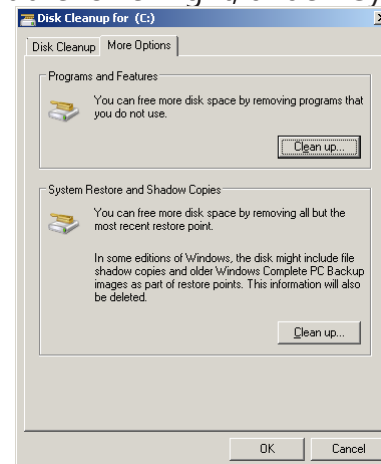 Disk Cleanup for (C:)
Disk Cleanup More Options
Programs and Features
You can free more disk space by removing programs that
you do not use.
Clean up...
System Restore and Shadow Copies
You can free more disk space by removing all but the
most recent restore point.
In some editions of Windows, the disk might include file
shadow copies and older Windows Complete PC Backup
images as part of restore points. This information will also
be deleted.
Clean up...
OK Cancel